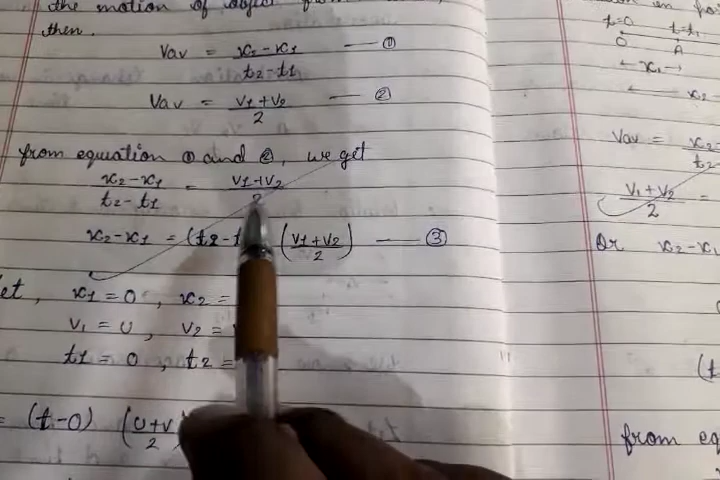 the motion of object from
then.
Vav = x2-x1 / t2-t1 —①
Vav = v1+v2 / 2 —②
from equation ① and ②, we get
x2-x1 / t2-t1 = v1+v2 / 2
x2-x1 = (t2-t (v1+v2 / 2) —③
et, x1=0, x2=
v1=u, v2=
t1=0, t2=
= (t-0) (u+v / 2)
t=0 t=t1
O A
← x1 →
← x2
Vav = x2- / t2
v1+v2 / 2 =
Or x2-x1
(t
from eq